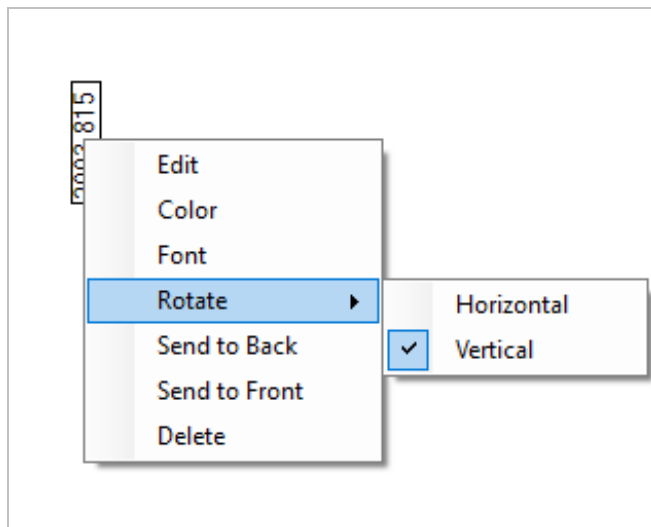 815
Edit
Color
Font
Rotate
Horizontal
Send to Back
Vertical
Send to Front
Delete